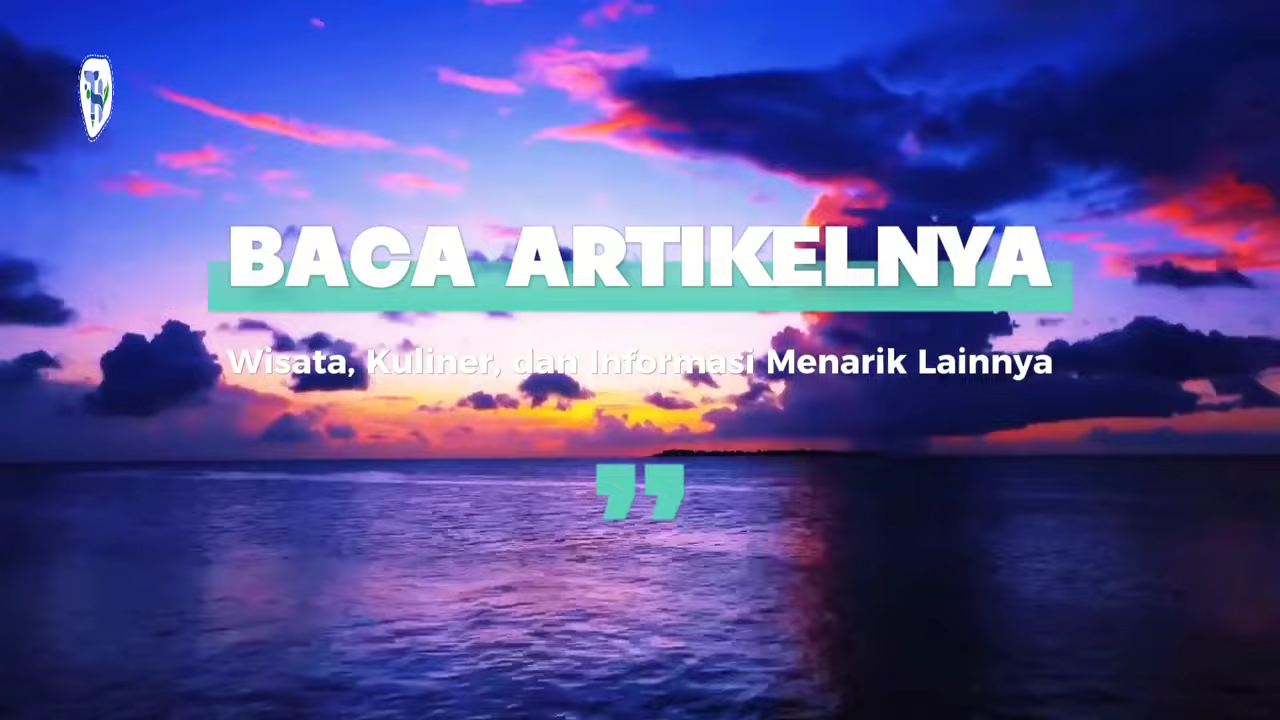 BACA ARTIKELNYA
Wisata, Kuliner, dan Informasi Menarik Lainnya
”